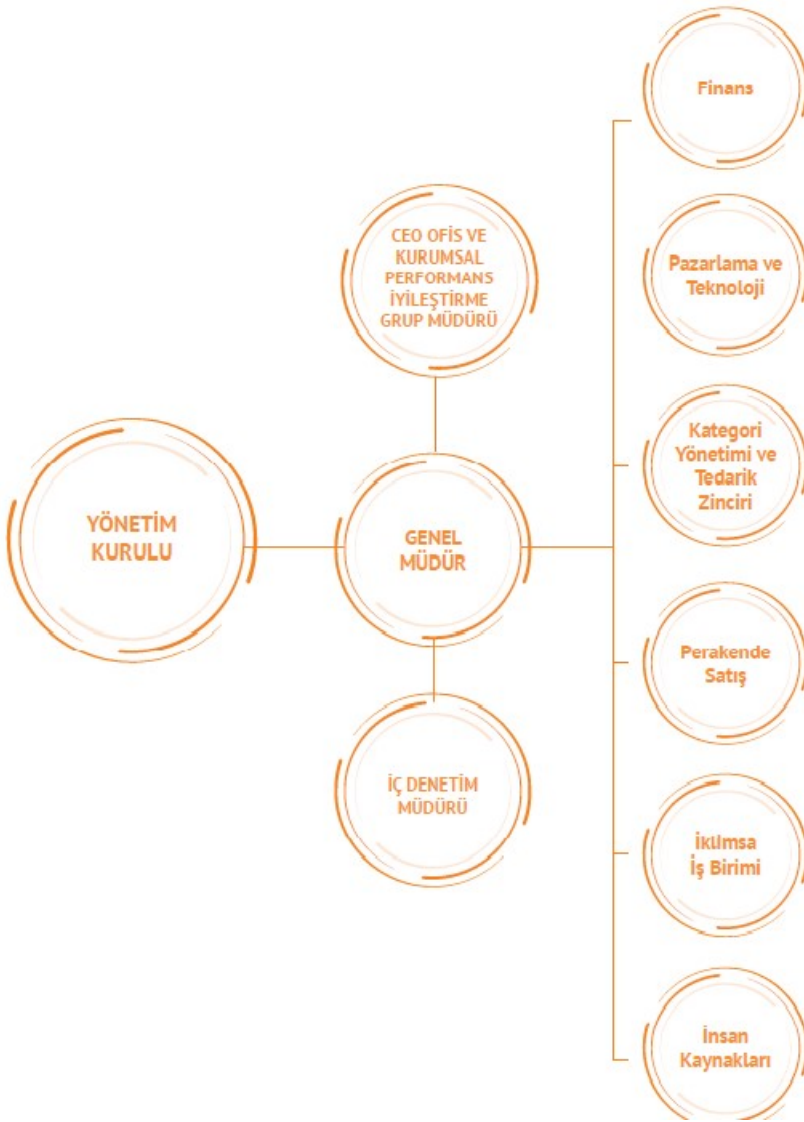 YÖNETİM
KURULU
CEO OFİS VE
KURUMSAL
PERFORMANS
İYİLEŞTİRME
GRUP MÜDÜRÜ
GENEL
MÜDÜR
İÇ DENETİM
MÜDÜRÜ
Finans
Pazarlama ve
Teknoloji
Kategori
Yönetimi ve
Tedarik
Zinciri
Perakende
Satış
İklimsa
İş Birimi
İnsan
Kaynakları